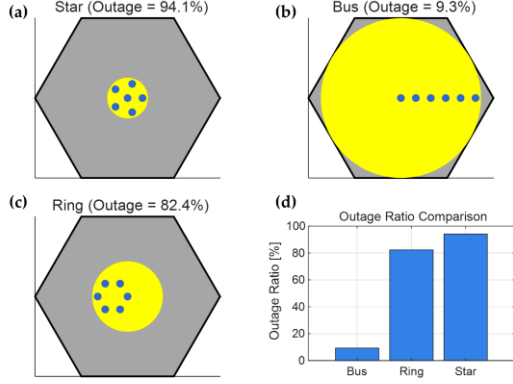 (a)
Star (Outage = 94.1%)
(b)
Bus (Outage = 9.3%)
(c)
Ring (Outage = 82.4%)
(d)
Outage Ratio Comparison
Outage Ratio [%]
100
80
60
40
20
0
Bus
Ring
Star